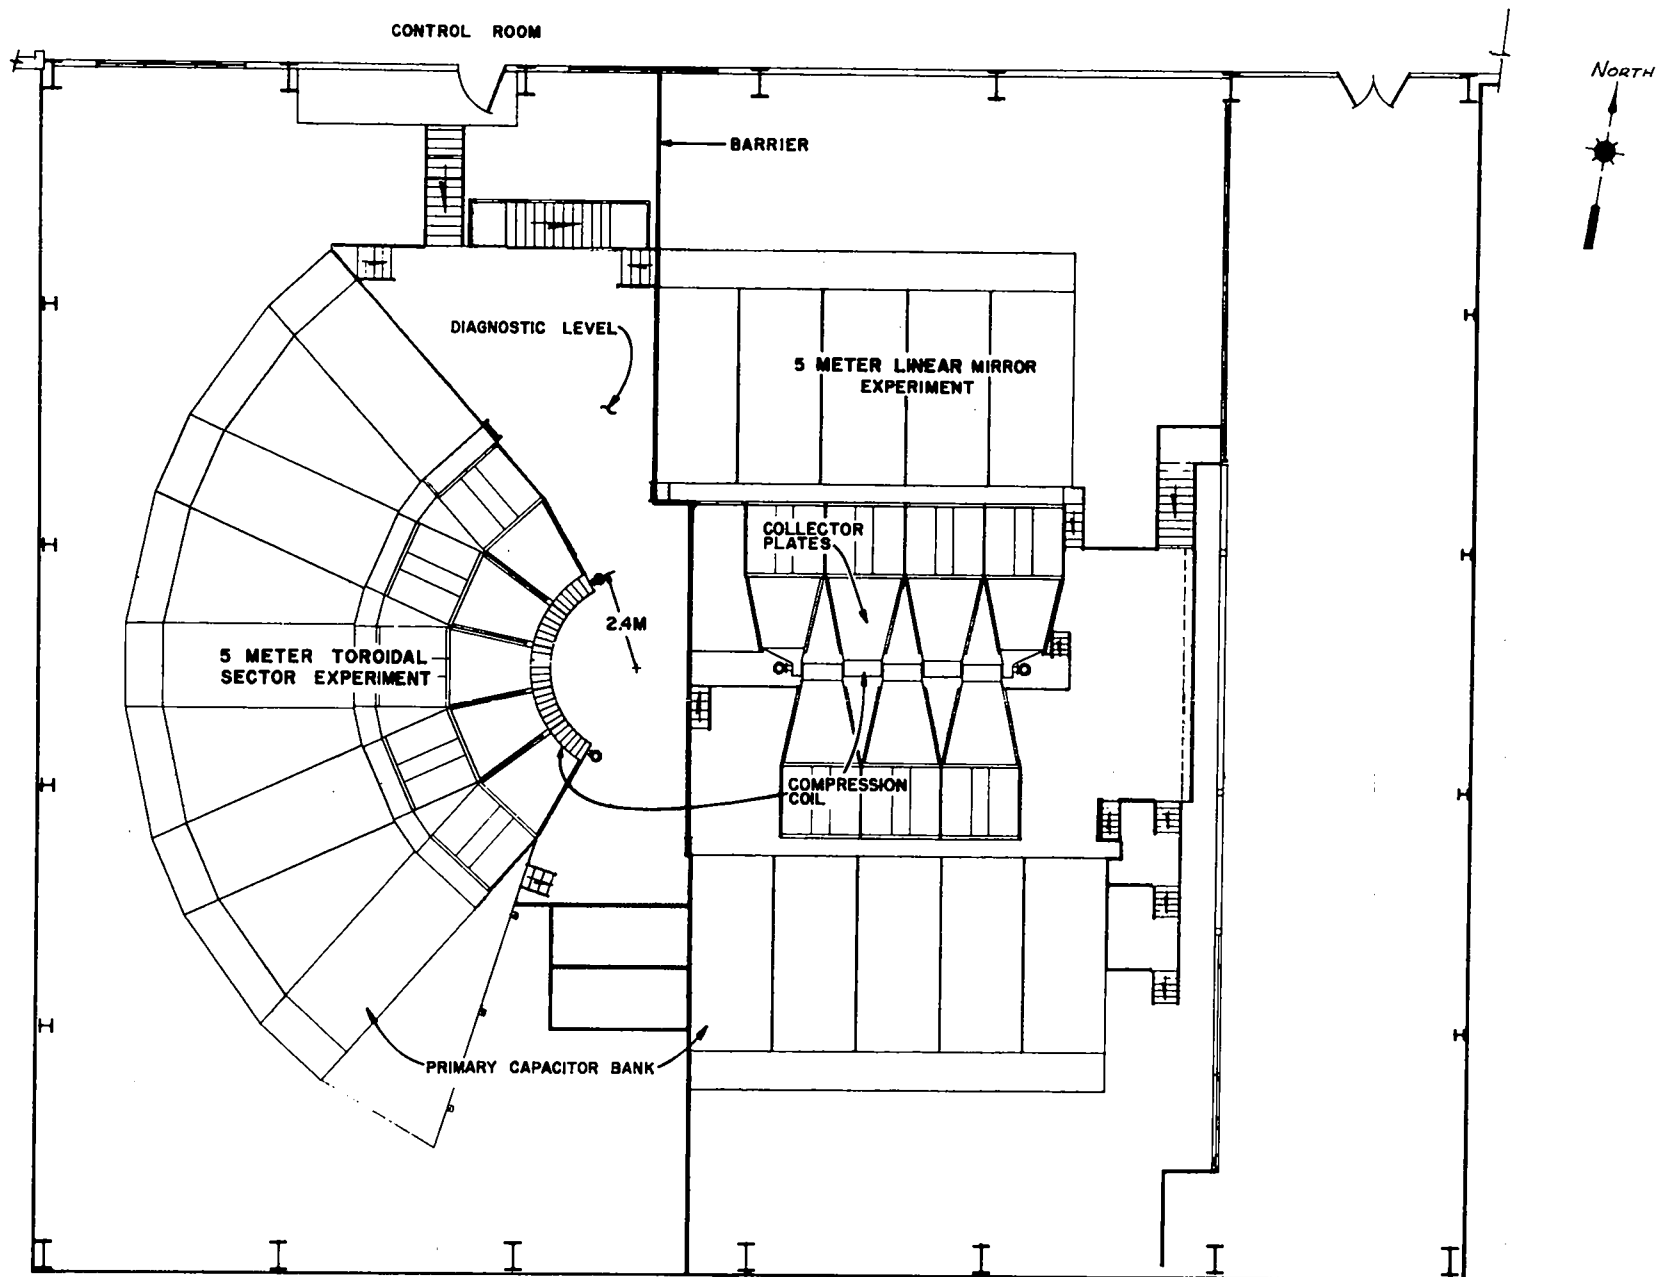 CONTROL ROOM
NORTH
BARRIER
DIAGNOSTIC LEVEL
5 METER LINEAR MIRROR
EXPERIMENT
COLLECTOR
PLATES
2.4M
5 METER TOROIDAL
SECTOR EXPERIMENT
COMPRESSION
COIL
PRIMARY CAPACITOR BANK